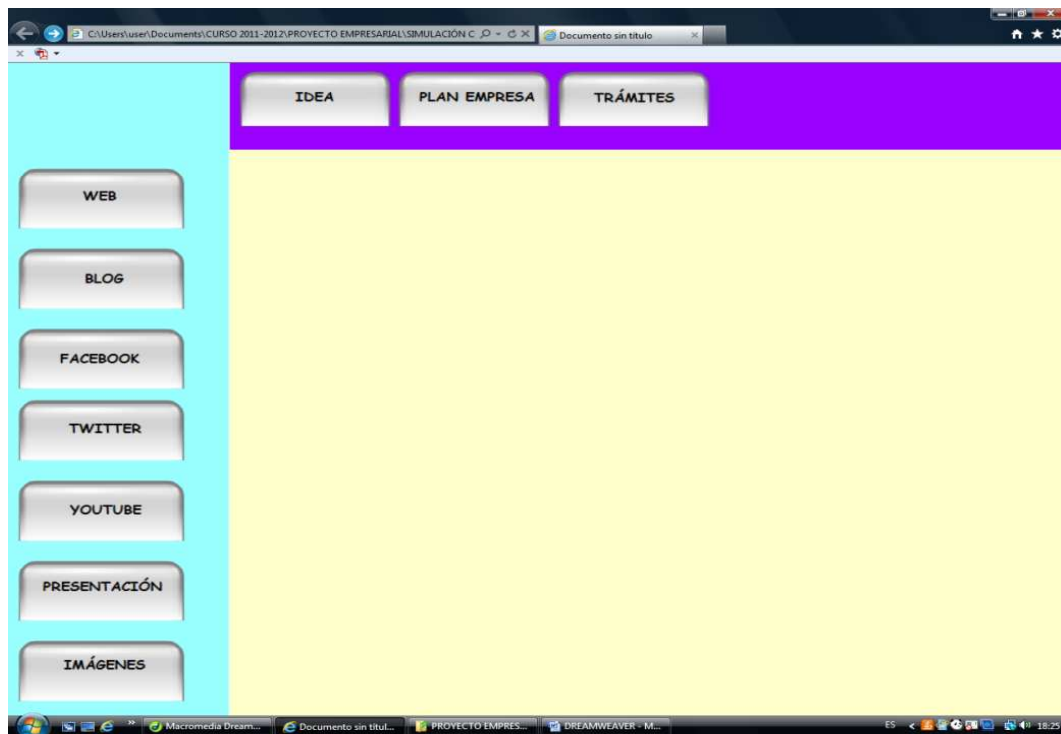 C:\Users\user\Documents\CURSO 2011-2012\PROYECTO EMPRESARIAL\SIMULACIÓN C
Documento sin título
IDEA
PLAN EMPRESA
TRÁMITES
WEB
BLOG
FACEBOOK
TWITTER
YOUTUBE
PRESENTACIÓN
IMÁGENES
Macromedia Dream...
Documento sin títul...
PROYECTO EMPRES...
DREAMWEAVER - M...
ES
18:25